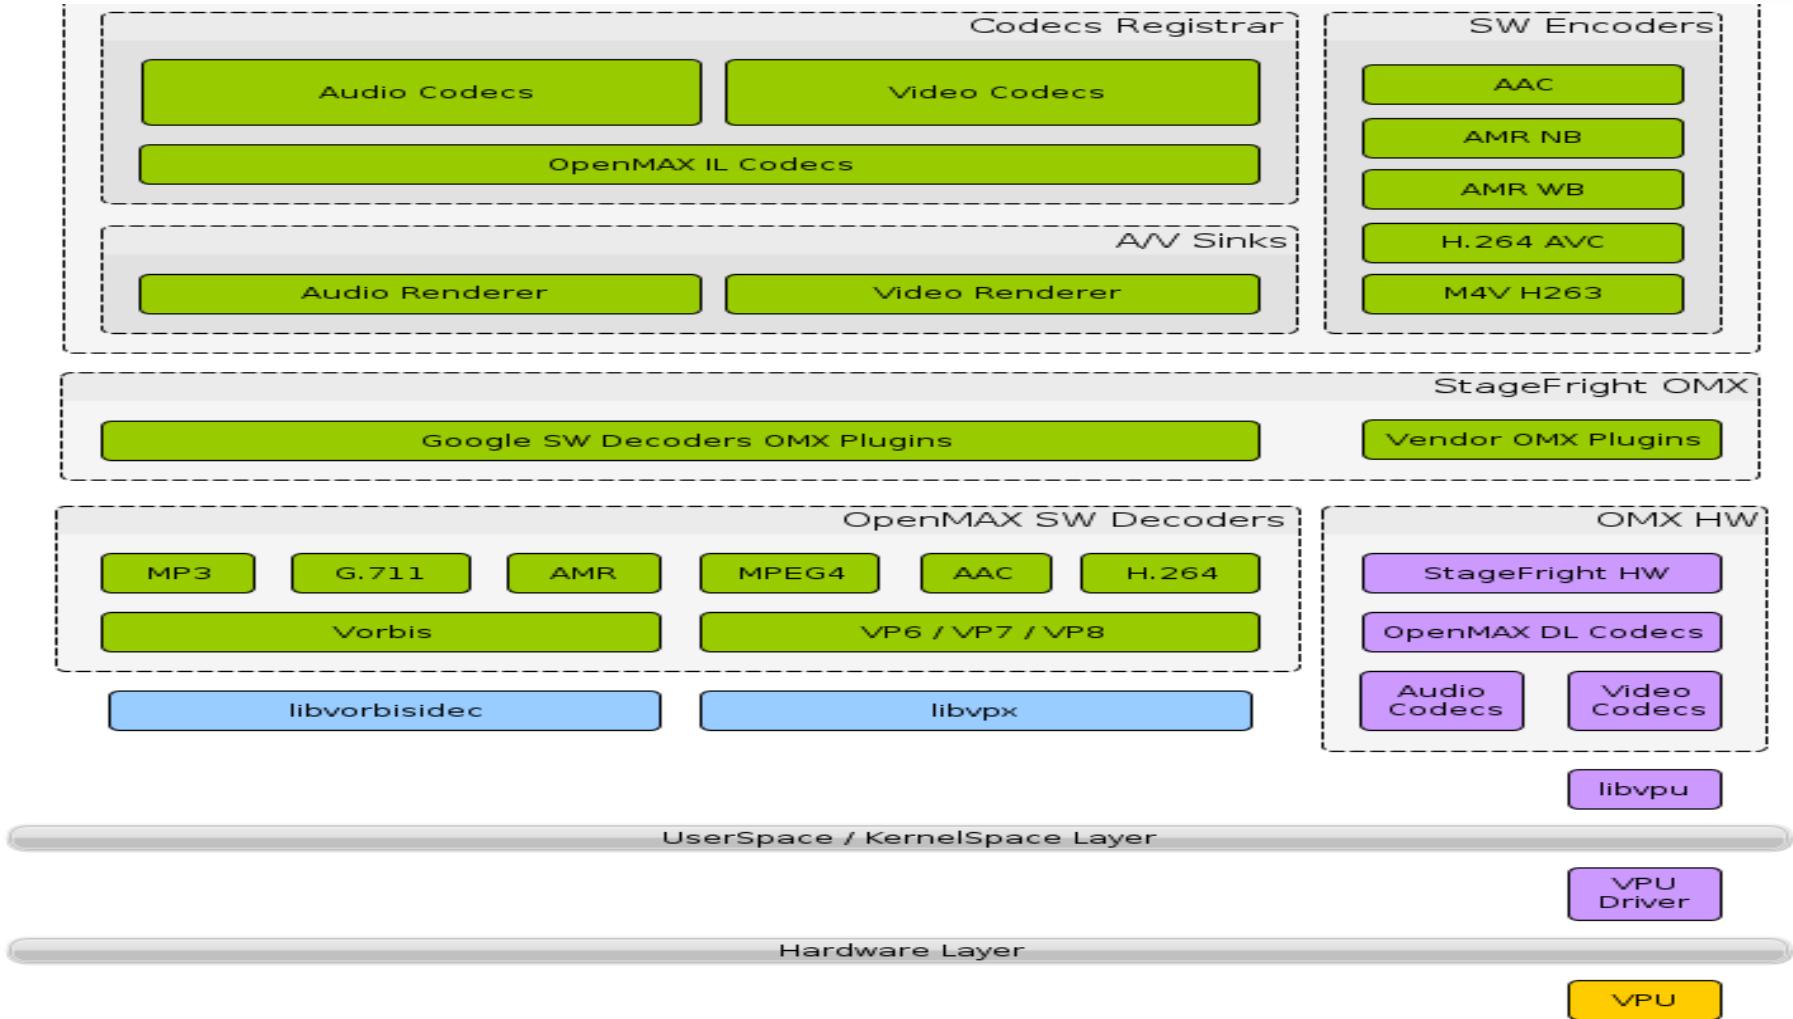 Codecs Registrar
Audio Codecs
Video Codecs
OpenMAX IL Codecs
A/V Sinks
Audio Renderer
Video Renderer
SW Encoders
AAC
AMR NB
AMR WB
H.264 AVC
M4V H263
StageFright OMX
Google SW Decoders OMX Plugins
Vendor OMX Plugins
OpenMAX SW Decoders
MP3
G.711
AMR
MPEG4
AAC
H.264
Vorbis
VP6 / VP7 / VP8
libvorbisidec
libvpx
OMX HW
StageFright HW
OpenMAX DL Codecs
Audio
Codecs
Video
Codecs
libvpu
UserSpace / KernelSpace Layer
VPU
Driver
Hardware Layer
VPU